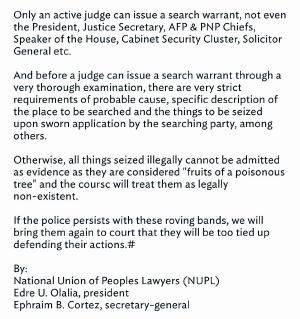 Only an active judge can issue a search warrant, not even
the President, Justice Secretary, AFP & PNP Chiefs,
Speaker of the House, Cabinet Security Cluster, Solicitor
General etc.
And before a judge can issue a search warrant through a
very thorough examination, there are very strict
requirements of probable cause, specific description of
the place to be searched and the things to be seized
upon sworn application by the searching party, among
others.
Otherwise, all things seized illegally cannot be admitted
as evidence as they are considered "fruits of a poisonous
tree" and the coursc will treat them as legally
non-existent.
If the police persists with these roving bands, we will
bring them again to court that they will be too tied up
defending their actions.#
By:
National Union of Peoples Lawyers (NUPL)
Edre U. Olalia, president
Ephraim B. Cortez, secretary-general